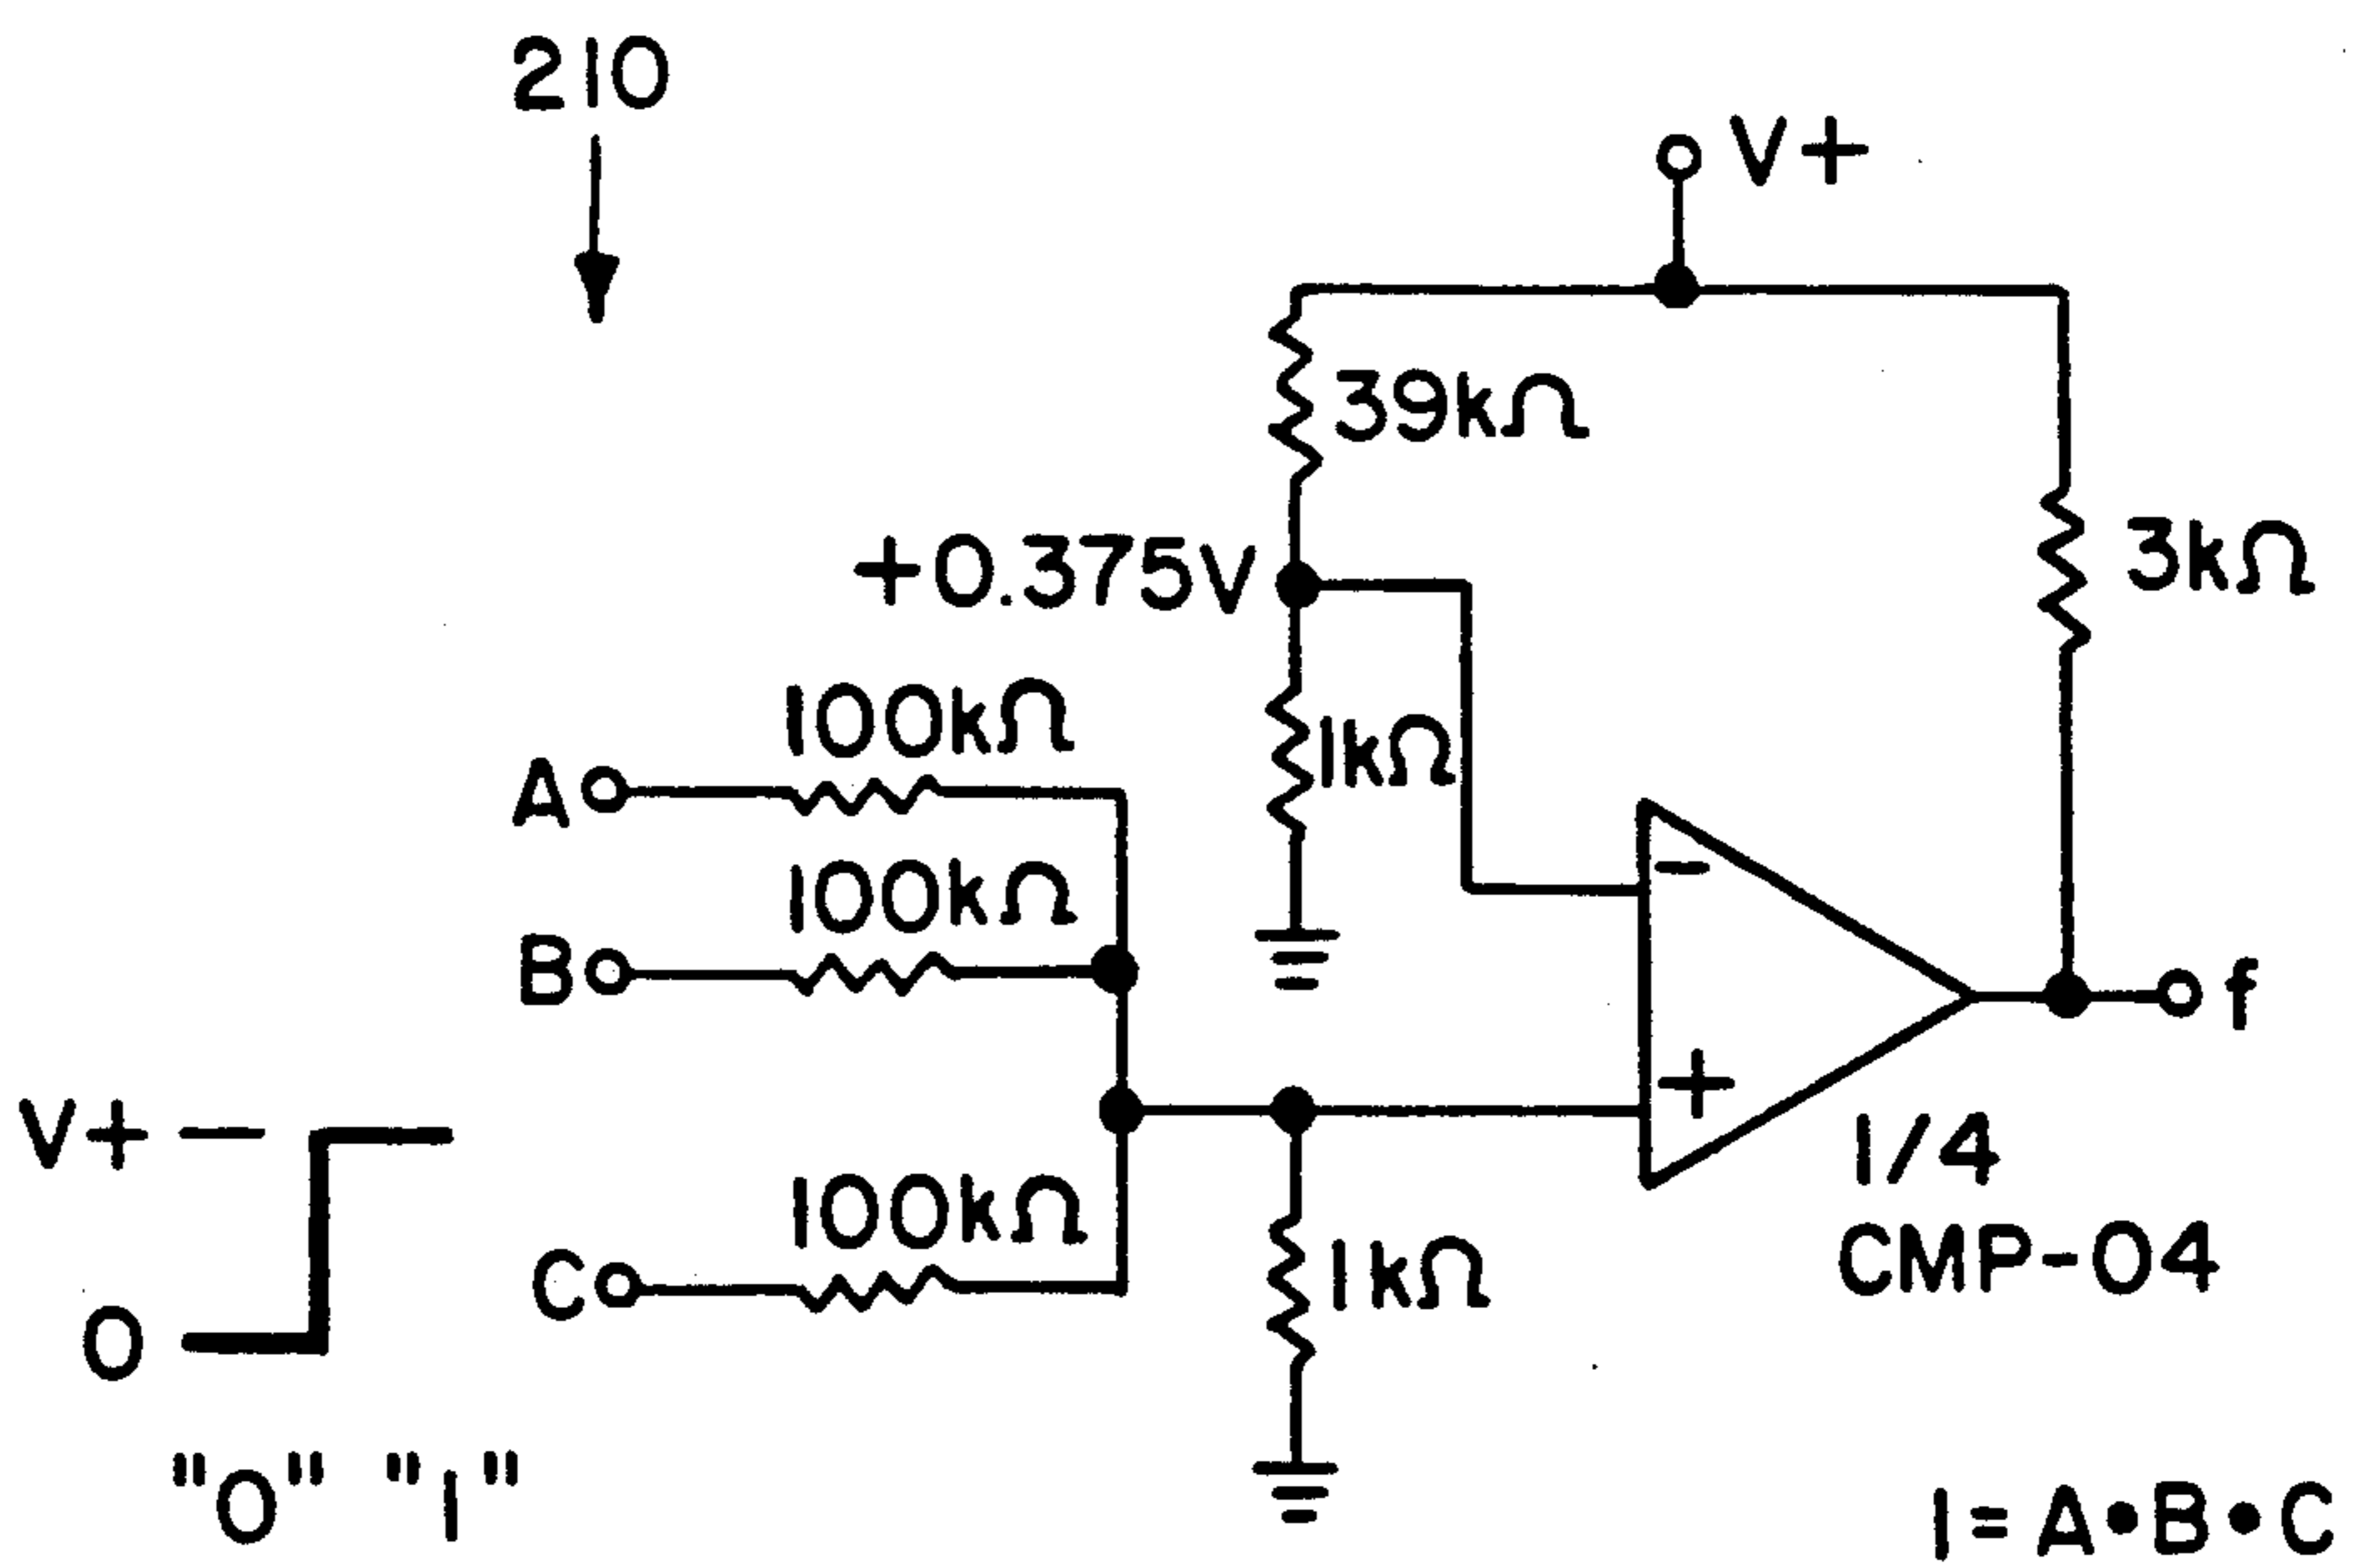 210
V+
39kΩ
+0.375V
3kΩ
100kΩ
1kΩ
A
-
100kΩ
B
f
+
V+
1/4
CMP-04
100kΩ
C
1kΩ
0
"0" "1"
1=A•B•C